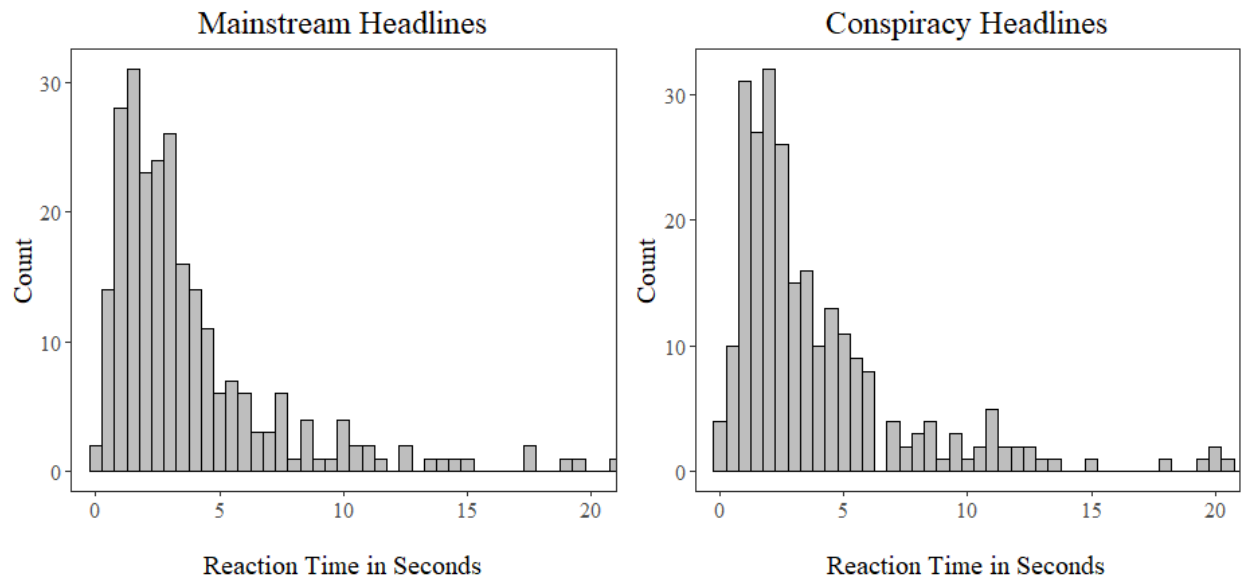 Mainstream Headlines
30
20
10
0
Count
0 5 10 15 20
Reaction Time in Seconds
Conspiracy Headlines
30
20
10
0
Count
0 5 10 15 20
Reaction Time in Seconds